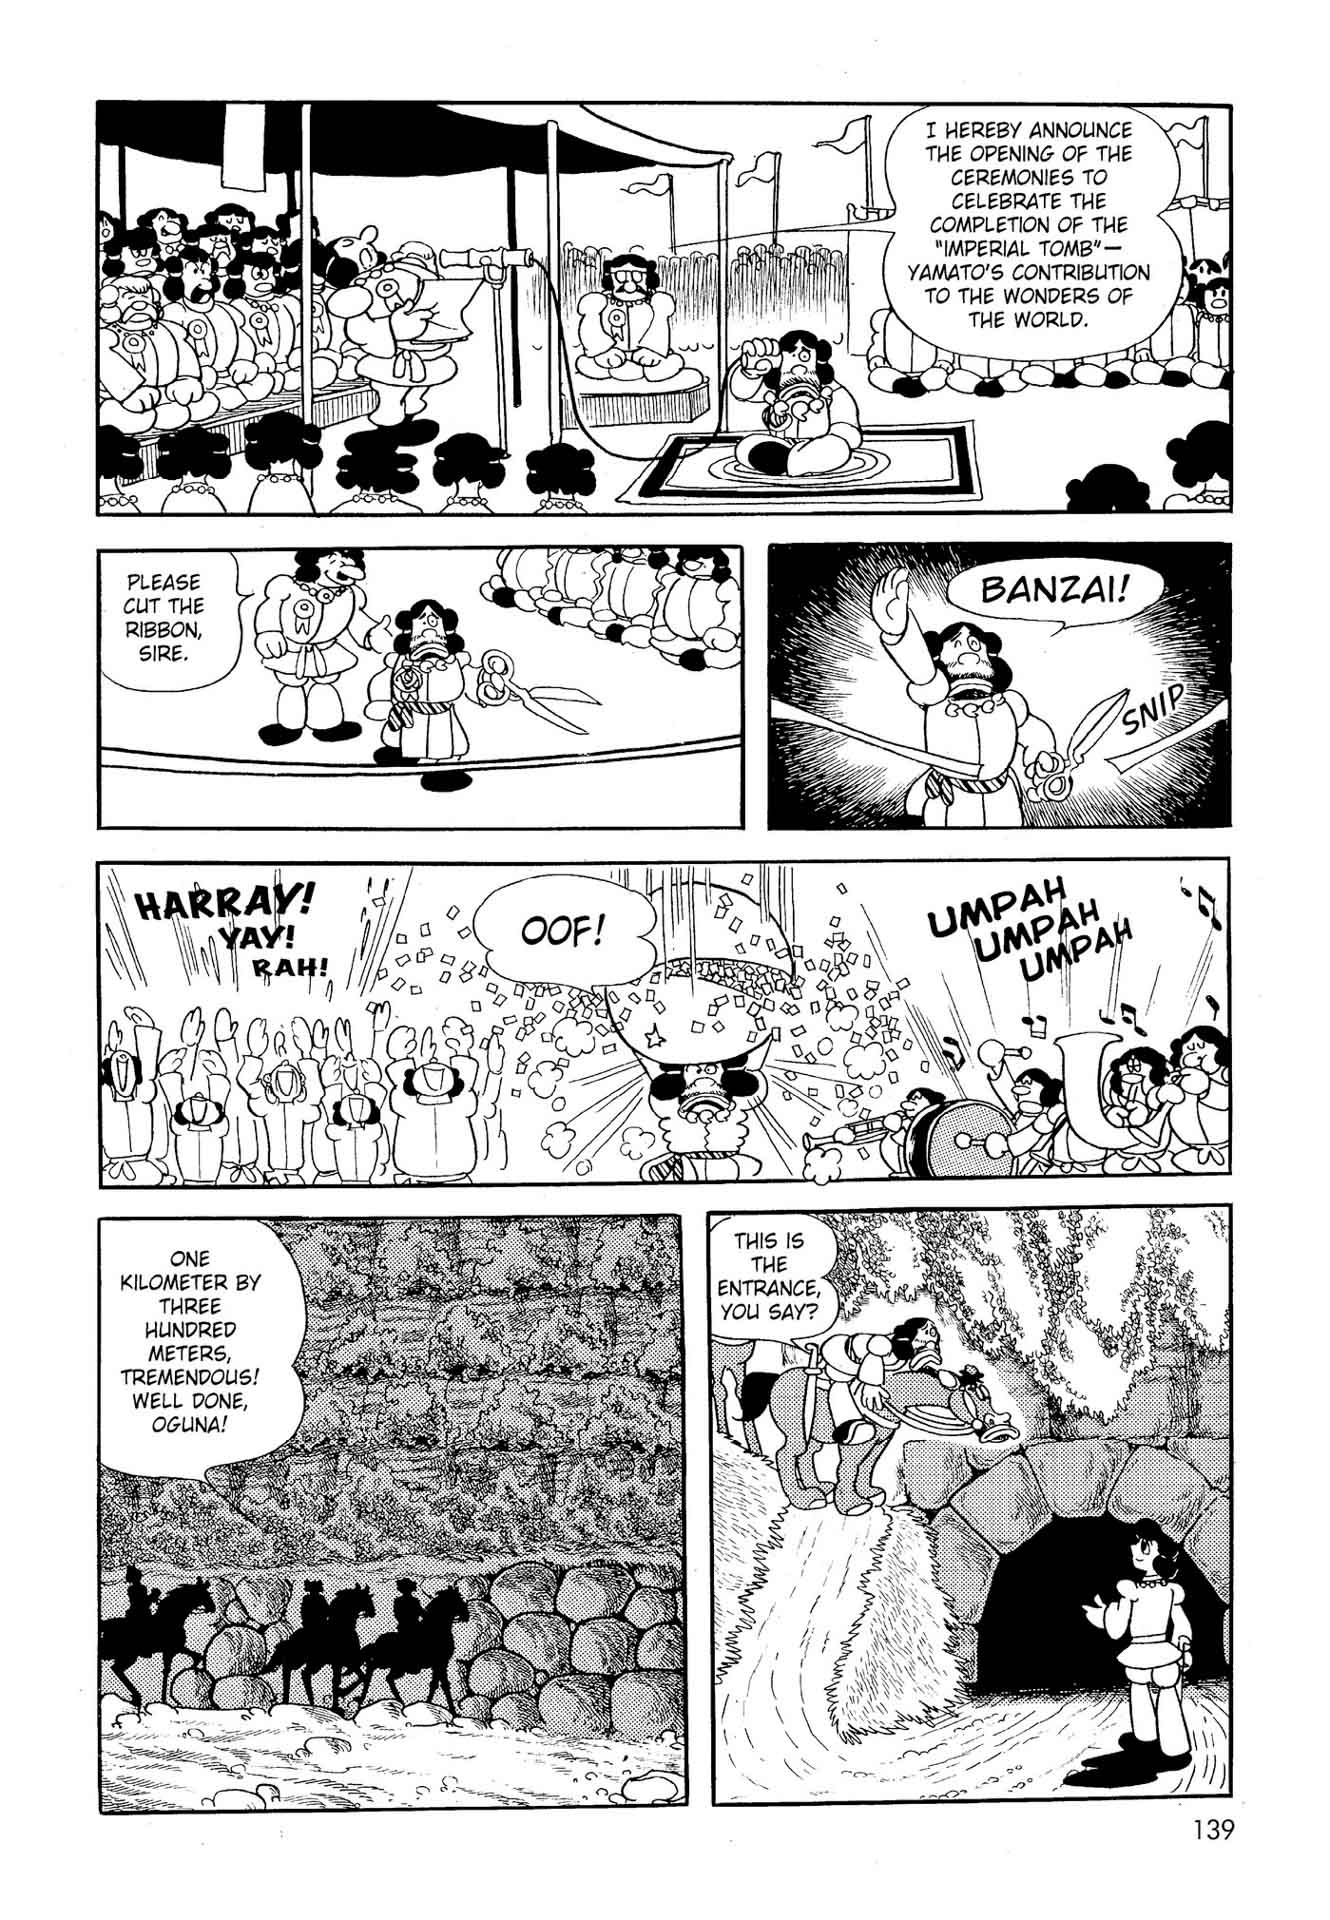 I HEREBY ANNOUNCE
THE OPENING OF THE
CEREMONIES TO
CELEBRATE THE
COMPLETION OF THE
"IMPERIAL TOMB"—
YAMATO'S CONTRIBUTION
TO THE WONDERS OF
THE WORLD.
PLEASE
CUT THE
RIBBON,
SIRE.
BANZAI!
SNIP
HARRAY!
YAY!
RAH!
OOF!
UMPAH
UMPAH
UMPAH
ONE
KILOMETER BY
THREE
HUNDRED
METERS,
TREMENDOUS!
WELL DONE,
OGUNA!
THIS IS
THE
ENTRANCE,
YOU SAY?
139